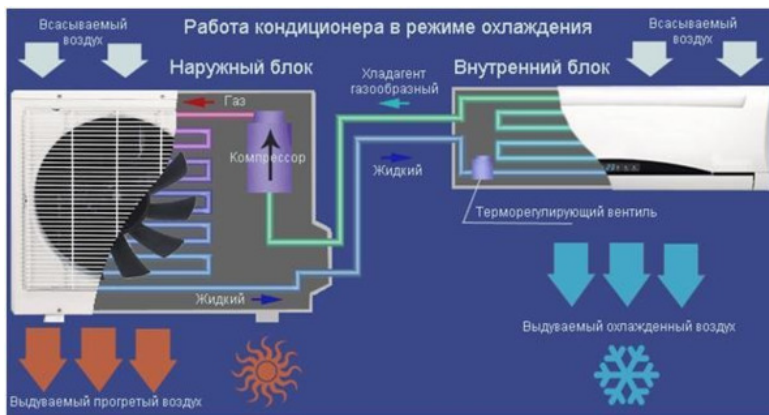 Работа кондиционера в режиме охлаждения
Всасываемый
воздух
Всасываемый
воздух
Наружный блок
Хладагент
газообразный
Внутренний блок
Газ
Компрессор
Жидкий
Терморегулирующий вентиль
Жидкий
Выдуваемый охлажденный воздух
Выдуваемый прогретый воздух